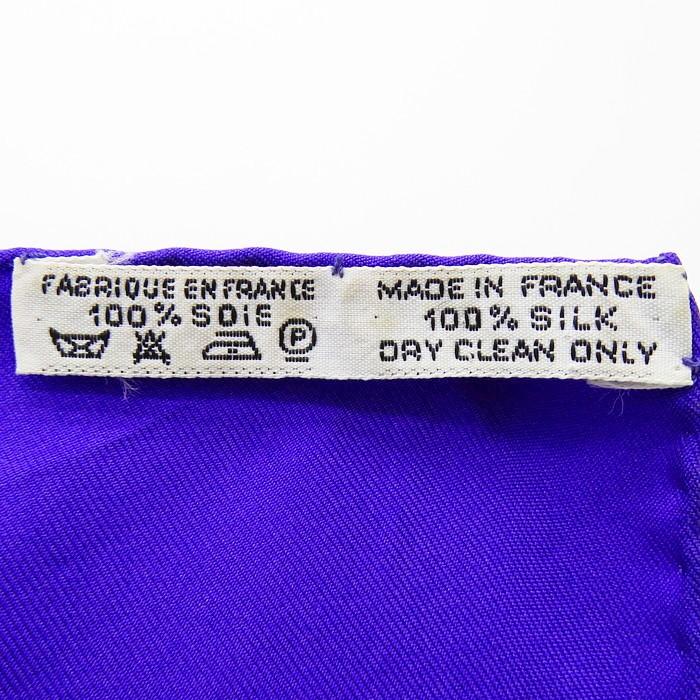 FABRIQUE EN FRANCE
100% SOIE
P
MADE IN FRANCE
100% SILK
DRY CLEAN ONLY